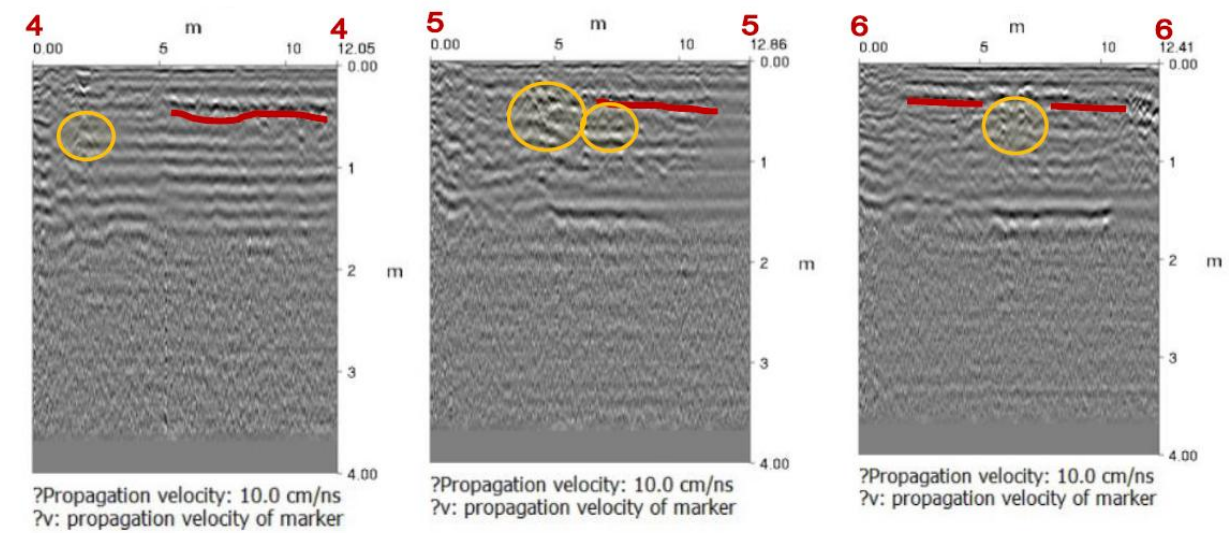 4 m 4
0.00 5 10 12.05
0.00
1
2 m
3
4.00
?Propagation velocity: 10.0 cm/ns
?v: propagation velocity of marker
5 m 5
0.00 5 10 12.86
0.00
1
2 m
3
4.00
?Propagation velocity: 10.0 cm/ns
?v: propagation velocity of marker
6 m 6
0.00 5 10 12.41
0.00
1
2 m
3
4.00
?Propagation velocity: 10.0 cm/ns
?v: propagation velocity of marker